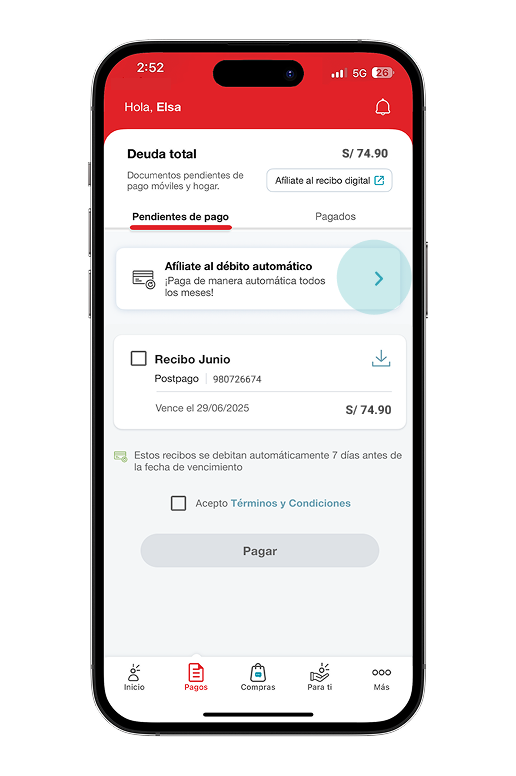 2:52
5G 26
Hola, Elsa
Deuda total
S/ 74.90
Documentos pendientes de
pago móviles y hogar.
Afíliate al recibo digital
Pendientes de pago
Pagados
Afíliate al débito automático
¡Paga de manera automática todos
los meses!
Recibo Junio
Postpago 980726674
Vence el 29/06/2025
S/ 74.90
Estos recibos se debitan automáticamente 7 días antes de
la fecha de vencimiento
Acepto Términos y Condiciones
Pagar
Inicio
Pagos
Compras
Para ti
Más